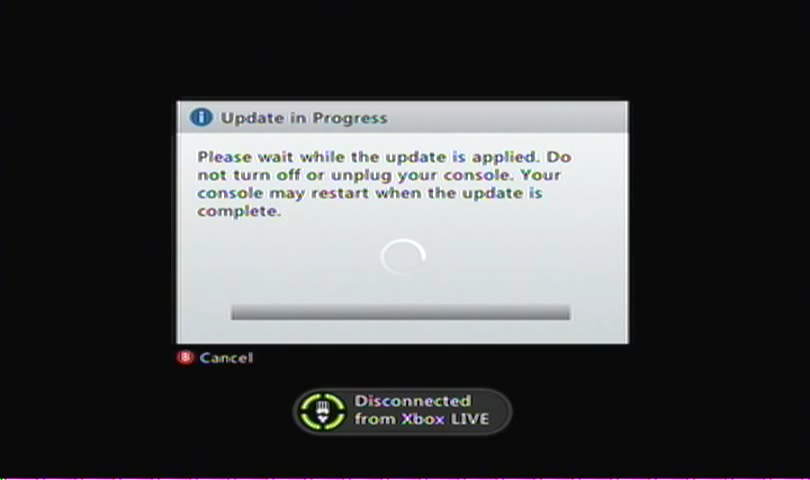 Update in Progress
Please wait while the update is applied. Do
not turn off or unplug your console. Your
console may restart when the update is
complete.
B Cancel
Disconnected
from Xbox LIVE